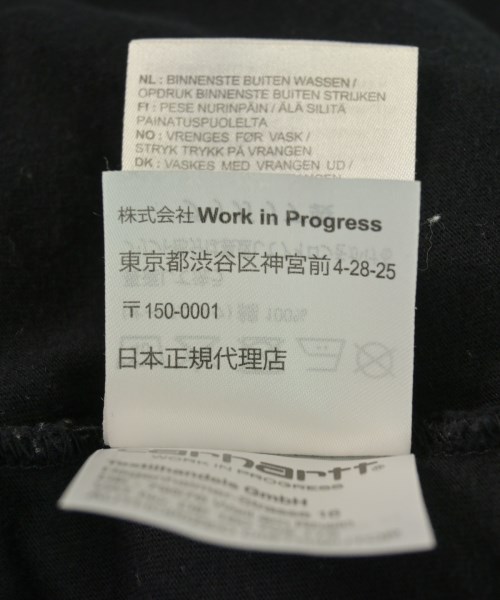 NL : BINNENSTE BUITEN WASSEN /
OPDRUK BINNENSTE BUITEN STRIJKEN
FI : PESE NURINPÄIN / ÄLÄ SILITÄ
PAINATUSPUOLELTA
NO : VRENGES FØR VASK /
STRYK TRYKK PÅ VRANGEN
DK : VASKES MED VRANGEN UD /
株式会社Work in Progress
東京都渋谷区神宮前4-28-25
〒150-0001
日本正規代理店
carhartt
WORK IN PROGRESS
Textilhandels GmbH